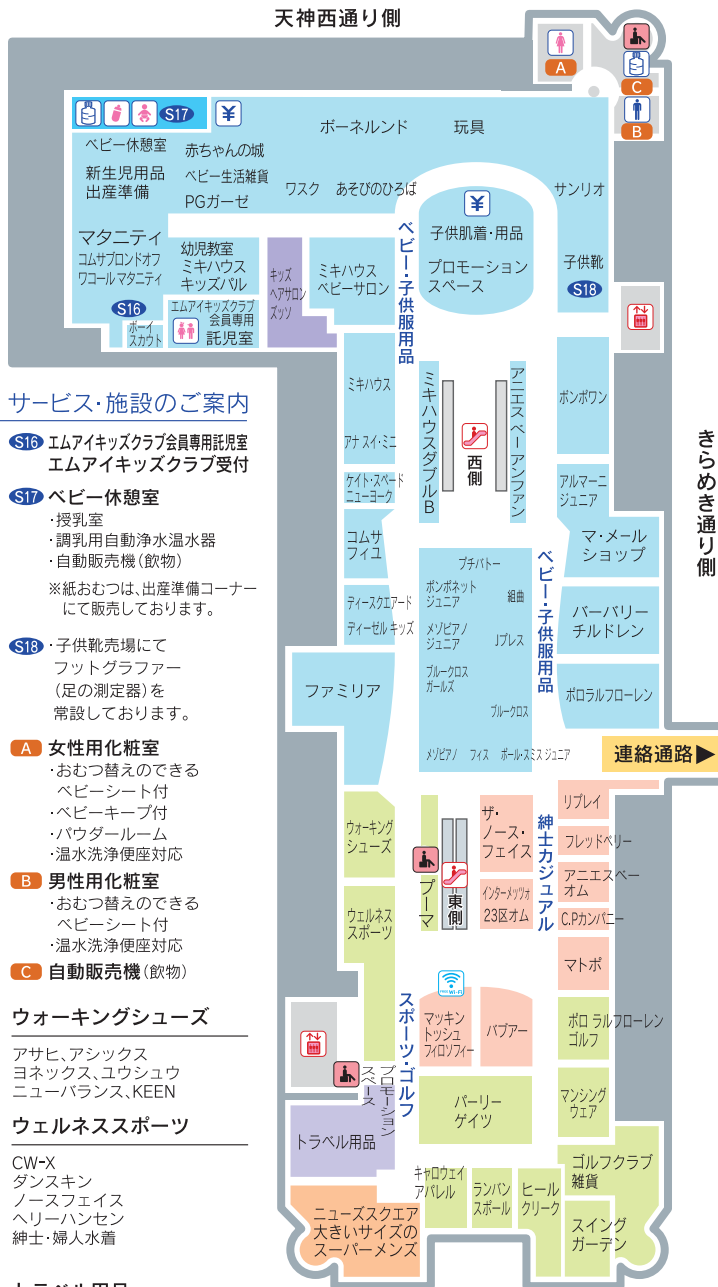 天神西通り側
A
C
B
S17
ベビー休憩室
新生児用品
出産準備
赤ちゃんの城
ベビー生活雑貨
PGガーゼ
ボーネルンド
玩具
ワスク
あそびのひろば
サンリオ
¥
¥
子供肌着・用品
プロモーション
スペース
ベビー・子供服用品
マタニティ
コムサブロンドオフ
ワコールマタニティ
幼児教室
ミキハウス
キッズパル
キッズ
ヘアサロン
ズッソ
ミキハウス
ベビーサロン
子供靴
S18
S16
ボーイ
スカウト
エムアイキッズクラブ
会員専用
託児室
ミキハウス
アナ スイ・ミニ
ミキハウスダブルB
西側
アニエスベーアンファン
ボンポワン
ケイト・スペード
ニューヨーク
アルマーニ
ジュニア
コムサ
フィユ
マ・メール
ショップ
きらめき通り側
プチバトー
ボンポネット
ジュニア
組曲
ベビー・子供服用品
ディースクエアード
ディーゼル キッズ
メゾピアノ
ジュニア
Jプレス
バーバリー
チルドレン
ブルークロス
ガールズ
ファミリア
ブルークロス
ポロラルフローレン
メゾピアノ
フィス
ポール・スミス ジュニア
連絡通路▶
ウォーキング
シューズ
プーマ
東側
ザ・
ノース・
フェイス
紳士カジュアル
リプレイ
フレッドペリー
アニエスベー
オム
ウェルネス
スポーツ
インターメッツォ
23区オム
C.Pカンパニー
マトポ
スポーツ・ゴルフ
Wi-Fi
マッキン
トッシュ
フィロソフィー
バブアー
ポロ ラルフローレン
ゴルフ
プロモーション
スペース
パーリー
ゲイツ
マンシング
ウェア
トラベル用品
キャロウェイ
アパレル
ランバン
スポール
ヒール
クリーク
ゴルフクラブ
雑貨
ニューズスクエア
大きいサイズの
スーパーメンズ
スイング
ガーデン
サービス・施設のご案内
S16 エムアイキッズクラブ会員専用託児室
エムアイキッズクラブ受付
S17 ベビー休憩室
・授乳室
・調乳用自動浄水温水器
・自動販売機(飲物)
※紙おむつは、出産準備コーナー
にて販売しております。
S18 ・子供靴売場にて
フットグラファー
(足の測定器)を
常設しております。
A 女性用化粧室
・おむつ替えのできる
ベビーシート付
・ベビーキープ付
・パウダールーム
・温水洗浄便座対応
B 男性用化粧室
・おむつ替えのできる
ベビーシート付
・温水洗浄便座対応
C 自動販売機(飲物)
ウォーキングシューズ
アサヒ、アシックス
ヨネックス、ユウシュウ
ニューバランス、KEEN
ウェルネススポーツ
CW-X
ダンスキン
ノースフェイス
ヘリーハンセン
紳士・婦人水着
トラベル用品